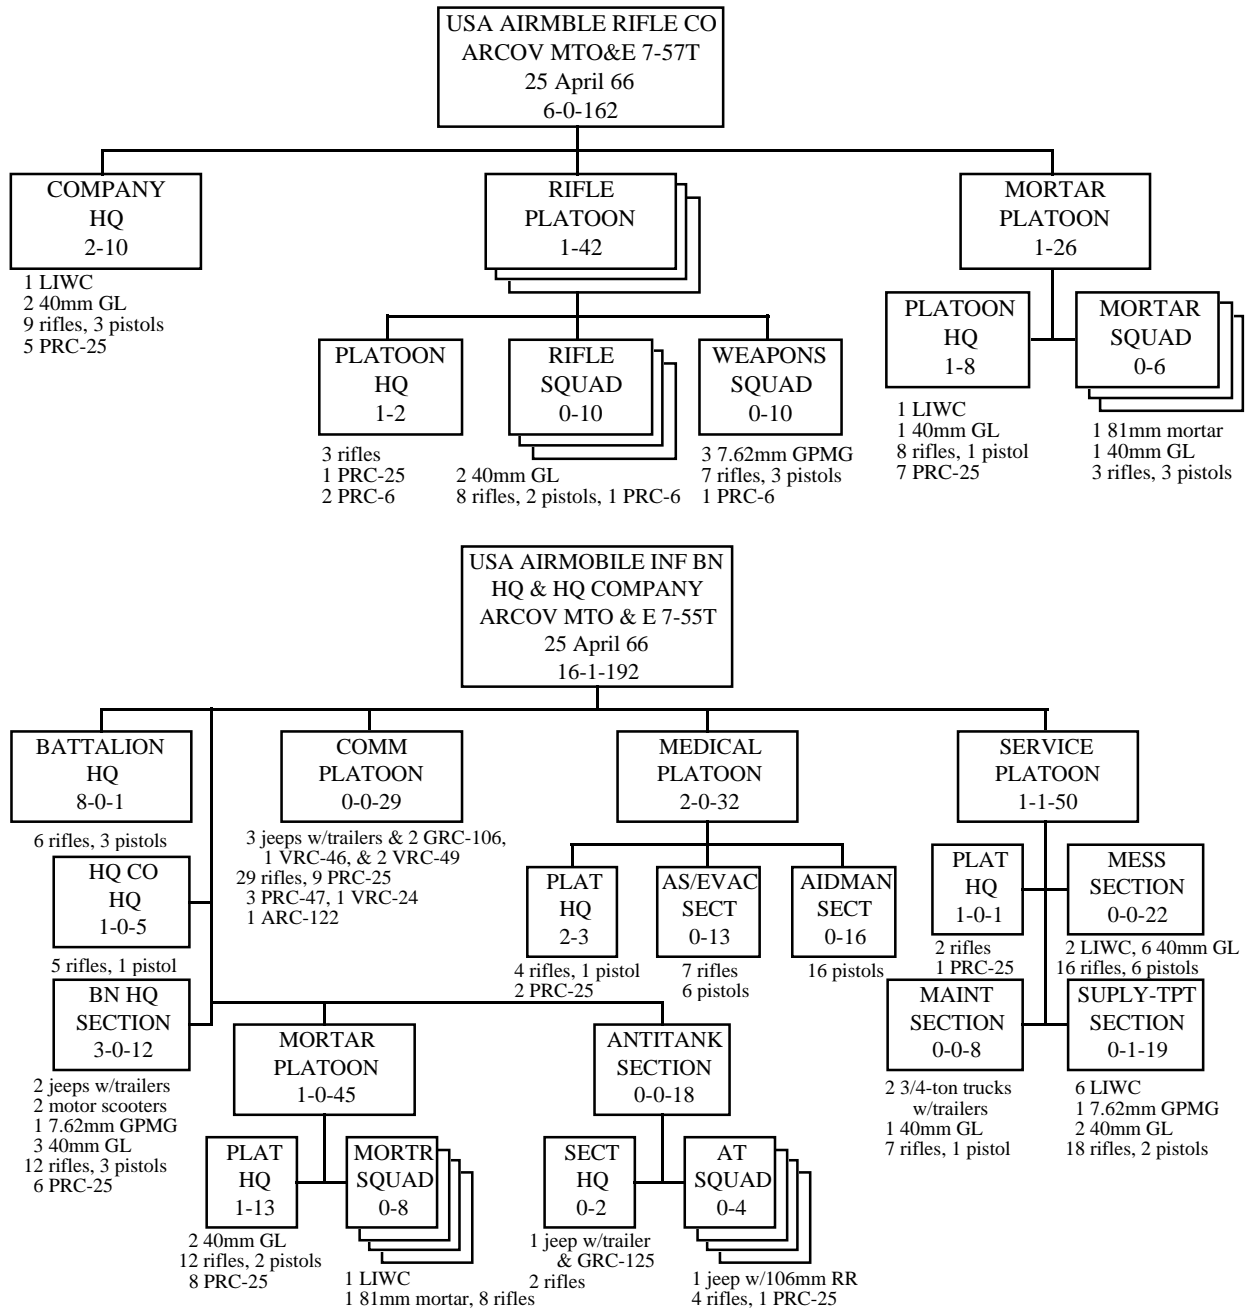 USA AIRMBLE RIFLE CO
ARCOV MTO&E 7-57T
25 April 66
6-0-162
COMPANY
HQ
2-10
1 LIWC
2 40mm GL
9 rifles, 3 pistols
5 PRC-25
RIFLE
PLATOON
1-42
MORTAR
PLATOON
1-26
PLATOON
HQ
1-2
3 rifles
1 PRC-25
2 PRC-6
RIFLE
SQUAD
0-10
2 40mm GL
8 rifles, 2 pistols, 1 PRC-6
WEAPONS
SQUAD
0-10
3 7.62mm GPMG
7 rifles, 3 pistols
1 PRC-6
PLATOON
HQ
1-8
1 LIWC
1 40mm GL
8 rifles, 1 pistol
7 PRC-25
MORTAR
SQUAD
0-6
1 81mm mortar
1 40mm GL
3 rifles, 3 pistols
USA AIRMOBILE INF BN
HQ & HQ COMPANY
ARCOV MTO & E 7-55T
25 April 66
16-1-192
BATTALION
HQ
8-0-1
6 rifles, 3 pistols
COMM
PLATOON
0-0-29
3 jeeps w/trailers & 2 GRC-106,
1 VRC-46, & 2 VRC-49
29 rifles, 9 PRC-25
3 PRC-47, 1 VRC-24
1 ARC-122
MEDICAL
PLATOON
2-0-32
SERVICE
PLATOON
1-1-50
HQ CO
HQ
1-0-5
5 rifles, 1 pistol
PLAT
HQ
2-3
4 rifles, 1 pistol
2 PRC-25
AS/EVAC
SECT
0-13
7 rifles
6 pistols
AIDMAN
SECT
0-16
16 pistols
PLAT
HQ
1-0-1
2 rifles
1 PRC-25
MESS
SECTION
0-0-22
2 LIWC, 6 40mm GL
16 rifles, 6 pistols
BN HQ
SECTION
3-0-12
2 jeeps w/trailers
2 motor scooters
1 7.62mm GPMG
3 40mm GL
12 rifles, 3 pistols
6 PRC-25
MORTAR
PLATOON
1-0-45
ANTITANK
SECTION
0-0-18
MAINT
SECTION
0-0-8
2 3/4-ton trucks
w/trailers
1 40mm GL
7 rifles, 1 pistol
SUPLY-TPT
SECTION
0-1-19
6 LIWC
1 7.62mm GPMG
2 40mm GL
18 rifles, 2 pistols
PLAT
HQ
1-13
2 40mm GL
12 rifles, 2 pistols
8 PRC-25
MORTR
SQUAD
0-8
1 LIWC
1 81mm mortar, 8 rifles
SECT
HQ
0-2
1 jeep w/trailer
& GRC-125
2 rifles
AT
SQUAD
0-4
1 jeep w/106mm RR
4 rifles, 1 PRC-25